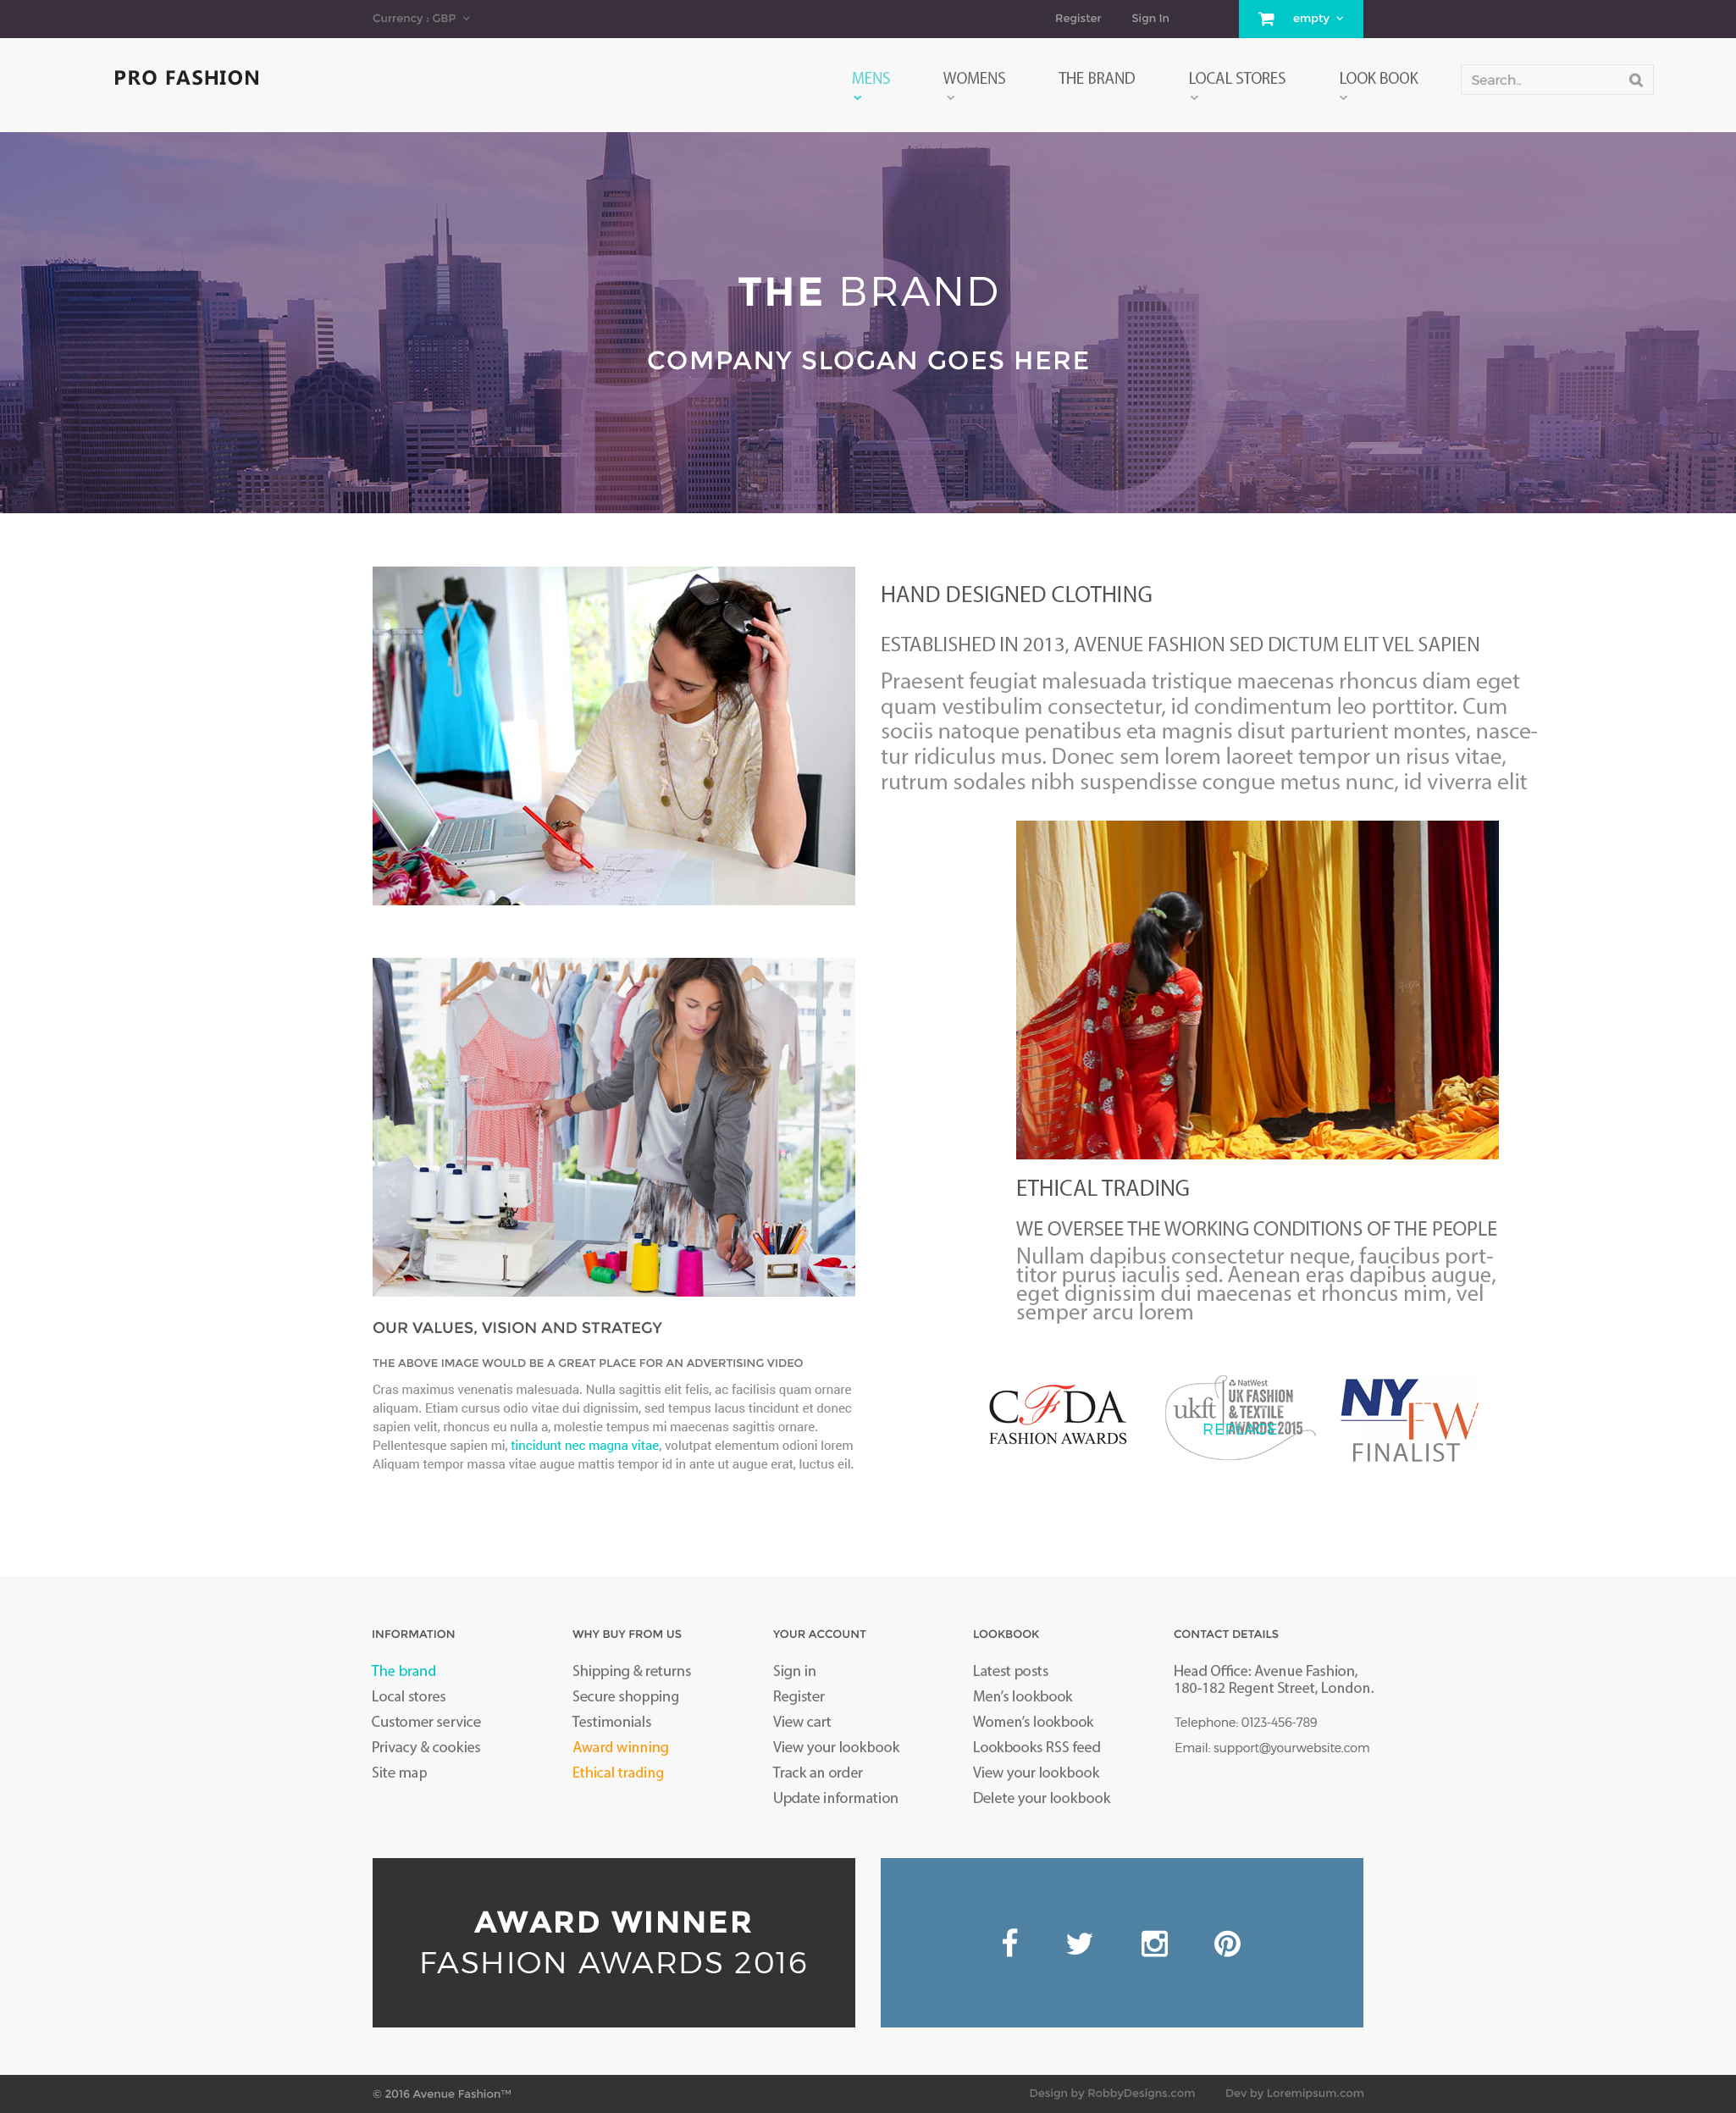 Currency : GBP
Register
Sign In
empty
PRO FASHION
MENS
WOMENS
THE BRAND
LOCAL STORES
LOOK BOOK
Search..
PRO
THE BRAND
COMPANY SLOGAN GOES HERE
HAND DESIGNED CLOTHING
ESTABLISHED IN 2013, AVENUE FASHION SED DICTUM ELIT VEL SAPIEN
Praesent feugiat malesuada tristique maecenas rhoncus diam eget
quam vestibulim consectetur, id condimentum leo porttitor. Cum
sociis natoque penatibus eta magnis disut parturient montes, nasce-
tur ridiculus mus. Donec sem lorem laoreet tempor un risus vitae,
rutrum sodales nibh suspendisse congue metus nunc, id viverra elit
ETHICAL TRADING
WE OVERSEE THE WORKING CONDITIONS OF THE PEOPLE
Nullam dapibus consectetur neque, faucibus port-
titor purus iaculis sed. Aenean eras dapibus augue,
eget dignissim dui maecenas et rhoncus mim, vel
semper arcu lorem
OUR VALUES, VISION AND STRATEGY
THE ABOVE IMAGE WOULD BE A GREAT PLACE FOR AN ADVERTISING VIDEO
Cras maximus venenatis malesuada. Nulla sagittis elit felis, ac facilisis quam ornare
aliquam. Etiam cursus odio vitae dui dignissim, sed tempus lacus tincidunt et donec
sapien velit, rhoncus eu nulla a, molestie tempus mi maecenas sagittis ornare.
Pellentesque sapien mi, tincidunt nec magna vitae, volutpat elementum odioni lorem
Aliquam tempor massa vitae augue mattis tempor id in ante ut augue erat, luctus eil.
CFDA
FASHION AWARDS
ukft
NatWest
UK FASHION
& TEXTILE
AWARDS 2015
NYFW
FINALIST
INFORMATION
The brand
Local stores
Customer service
Privacy & cookies
Site map
WHY BUY FROM US
Shipping & returns
Secure shopping
Testimonials
Award winning
Ethical trading
YOUR ACCOUNT
Sign in
Register
View cart
View your lookbook
Track an order
Update information
LOOKBOOK
Latest posts
Men's lookbook
Women's lookbook
Lookbooks RSS feed
View your lookbook
Delete your lookbook
CONTACT DETAILS
Head Office: Avenue Fashion,
180-182 Regent Street, London.
Telephone: 0123-456-789
Email: support@yourwebsite.com
AWARD WINNER
FASHION AWARDS 2016
© 2016 Avenue Fashion™
Design by RobbyDesigns.com
Dev by Loremipsum.com